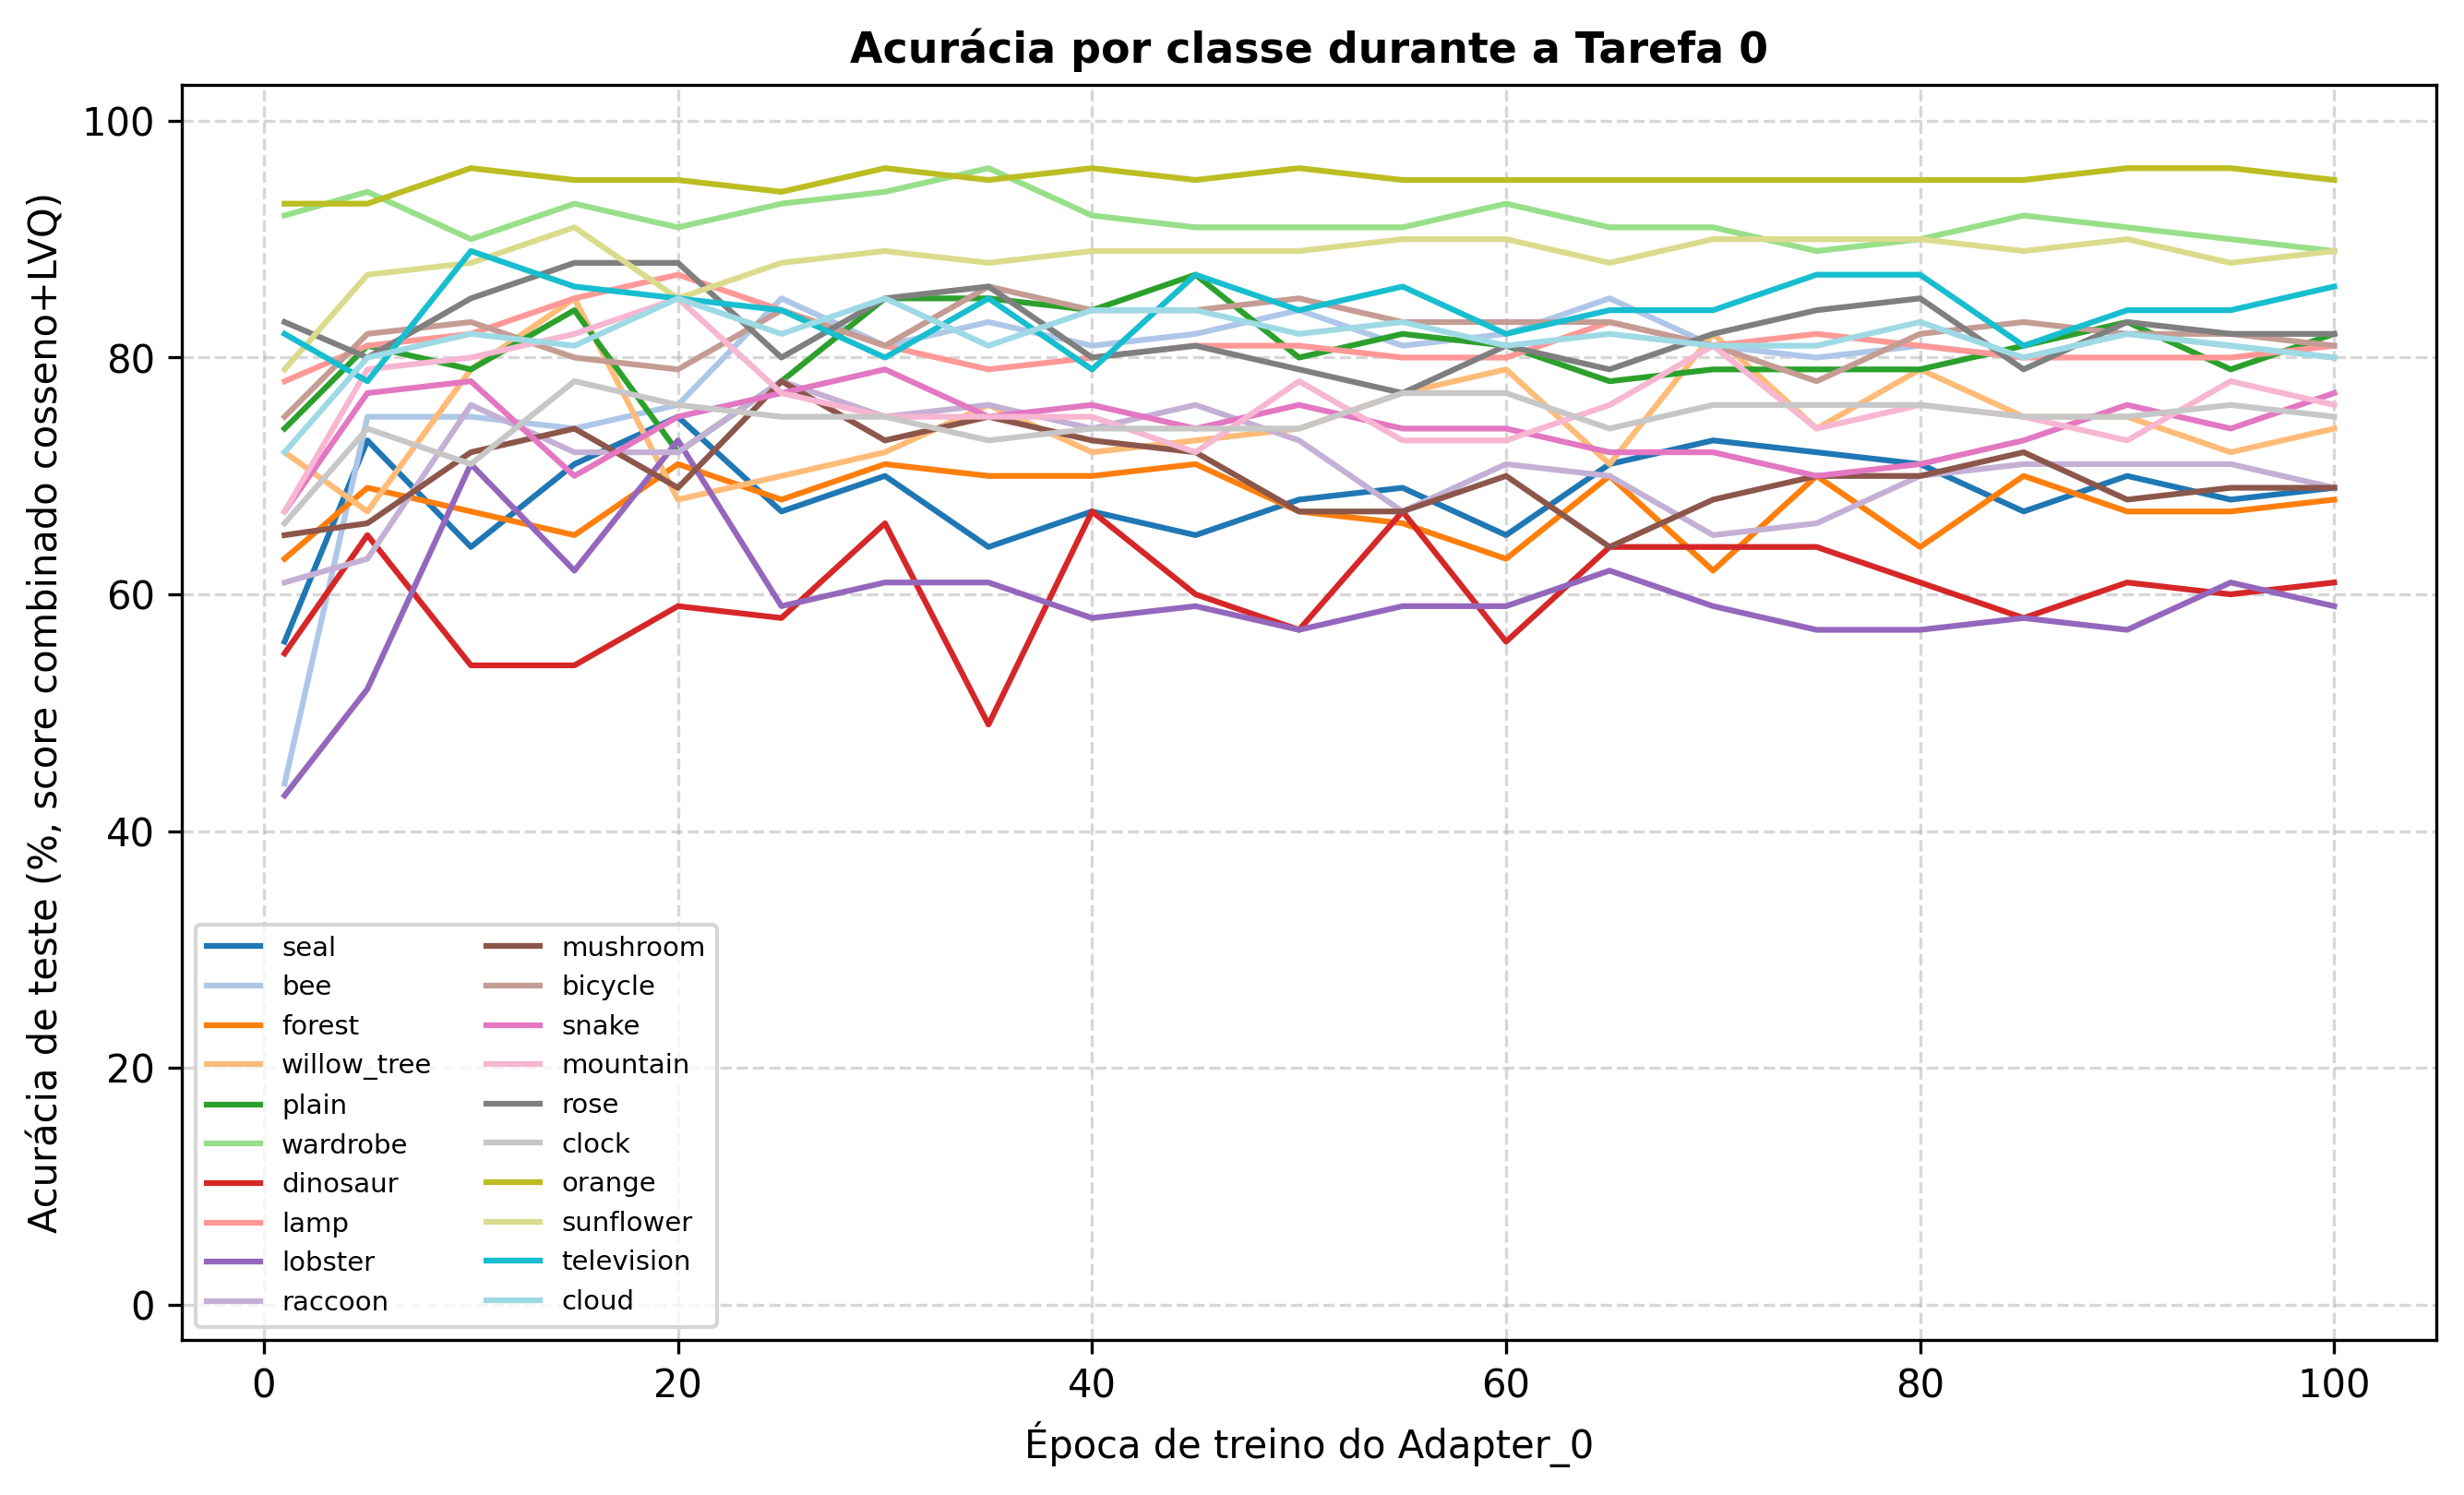 Acurácia por classe durante a Tarefa 0
Acurácia de teste (%, score combinado cosseno+LVQ)
100
80
60
40
20
0
seal
bee
forest
willow_tree
plain
wardrobe
dinosaur
lamp
lobster
raccoon
mushroom
bicycle
snake
mountain
rose
clock
orange
sunflower
television
cloud
0 20 40 60 80 100
Época de treino do Adapter_0